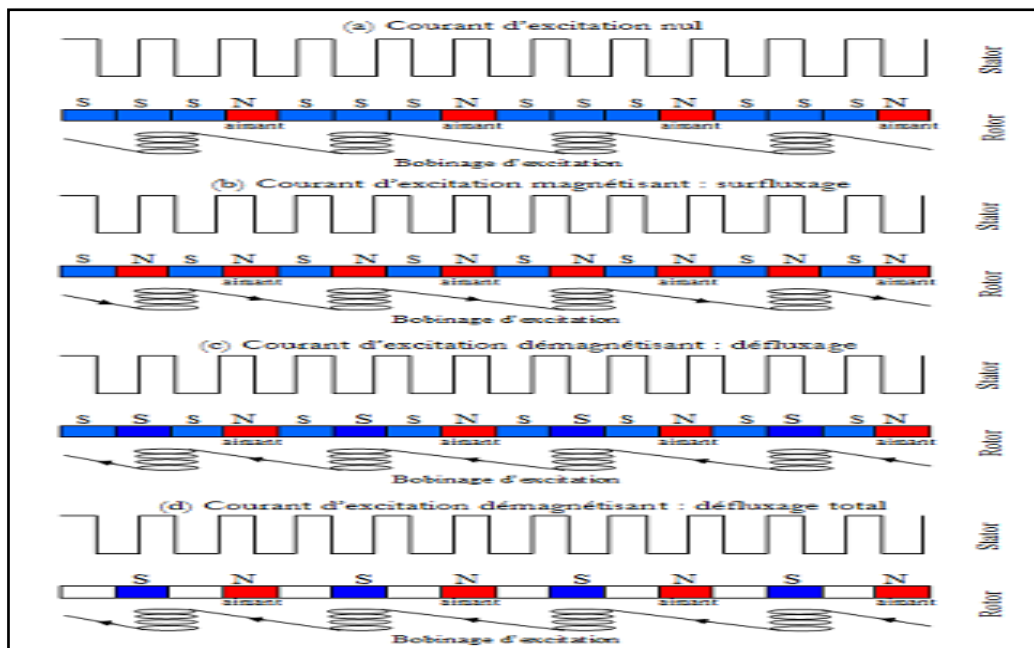 (a) Courant d'excitation nul
Stator
S S S N S S S N S S S N S S S N
aimant aimant aimant aimant
Rotor
Bobinage d'excitation
(b) Courant d'excitation magnétisant : surfluxage
Stator
S N S N S N S N S N S N S N S N
aimant aimant aimant aimant
Rotor
Bobinage d'excitation
(c) Courant d'excitation démagnétisant : défluxage
Stator
S S S N S S S N S S S N S S S N
aimant aimant aimant aimant
Rotor
Bobinage d'excitation
(d) Courant d'excitation démagnétisant : défluxage total
Stator
S N S N S N S N
aimant aimant aimant aimant
Rotor
Bobinage d'excitation